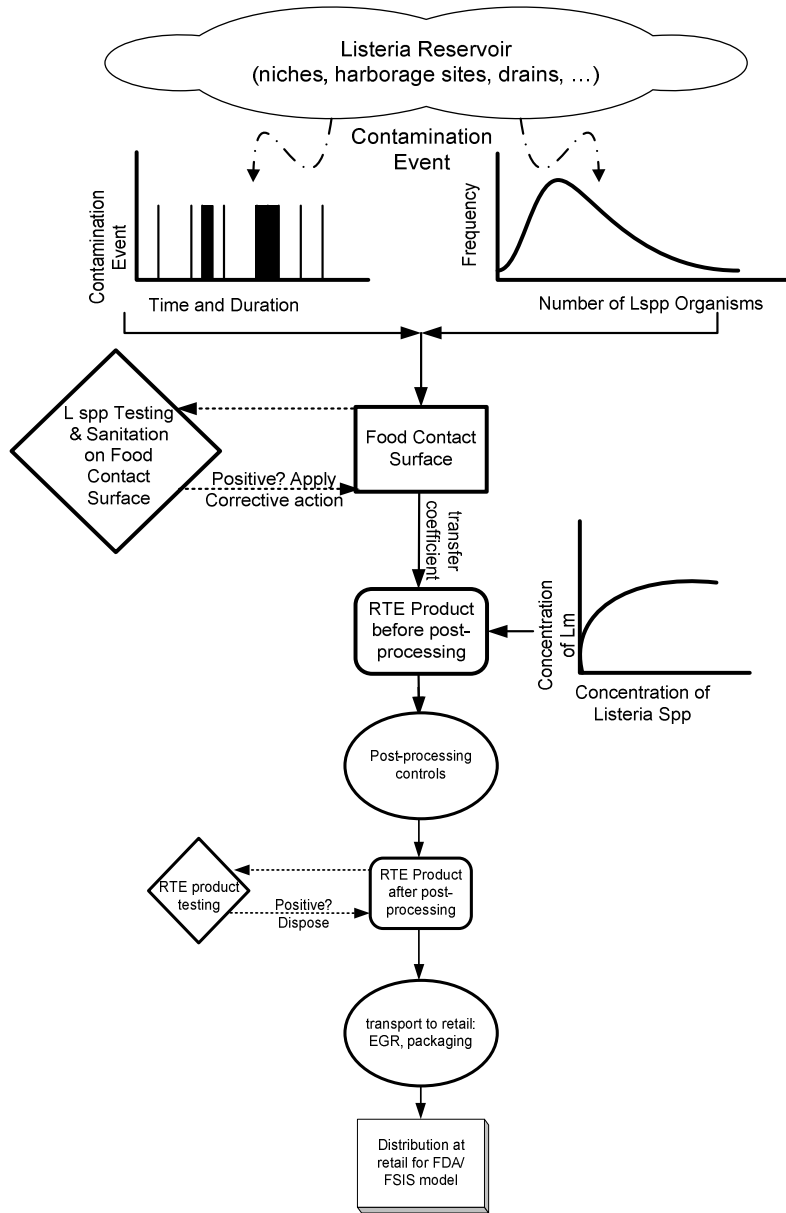 Listeria Reservoir
(niches, harborage sites, drains, ...)
Contamination
Event
Contamination
Event
Time and Duration
Frequency
Number of Lspp Organisms
L spp Testing
& Sanitation
on Food
Contact
Surface
Positive? Apply
Corrective action
Food Contact
Surface
transfer
coefficient
RTE Product
before post-
processing
Concentration
of Lm
Concentration of
Listeria Spp
Post-processing
controls
RTE product
testing
Positive?
Dispose
RTE Product
after post-
processing
transport to retail:
EGR, packaging
Distribution at
retail for FDA/
FSIS model